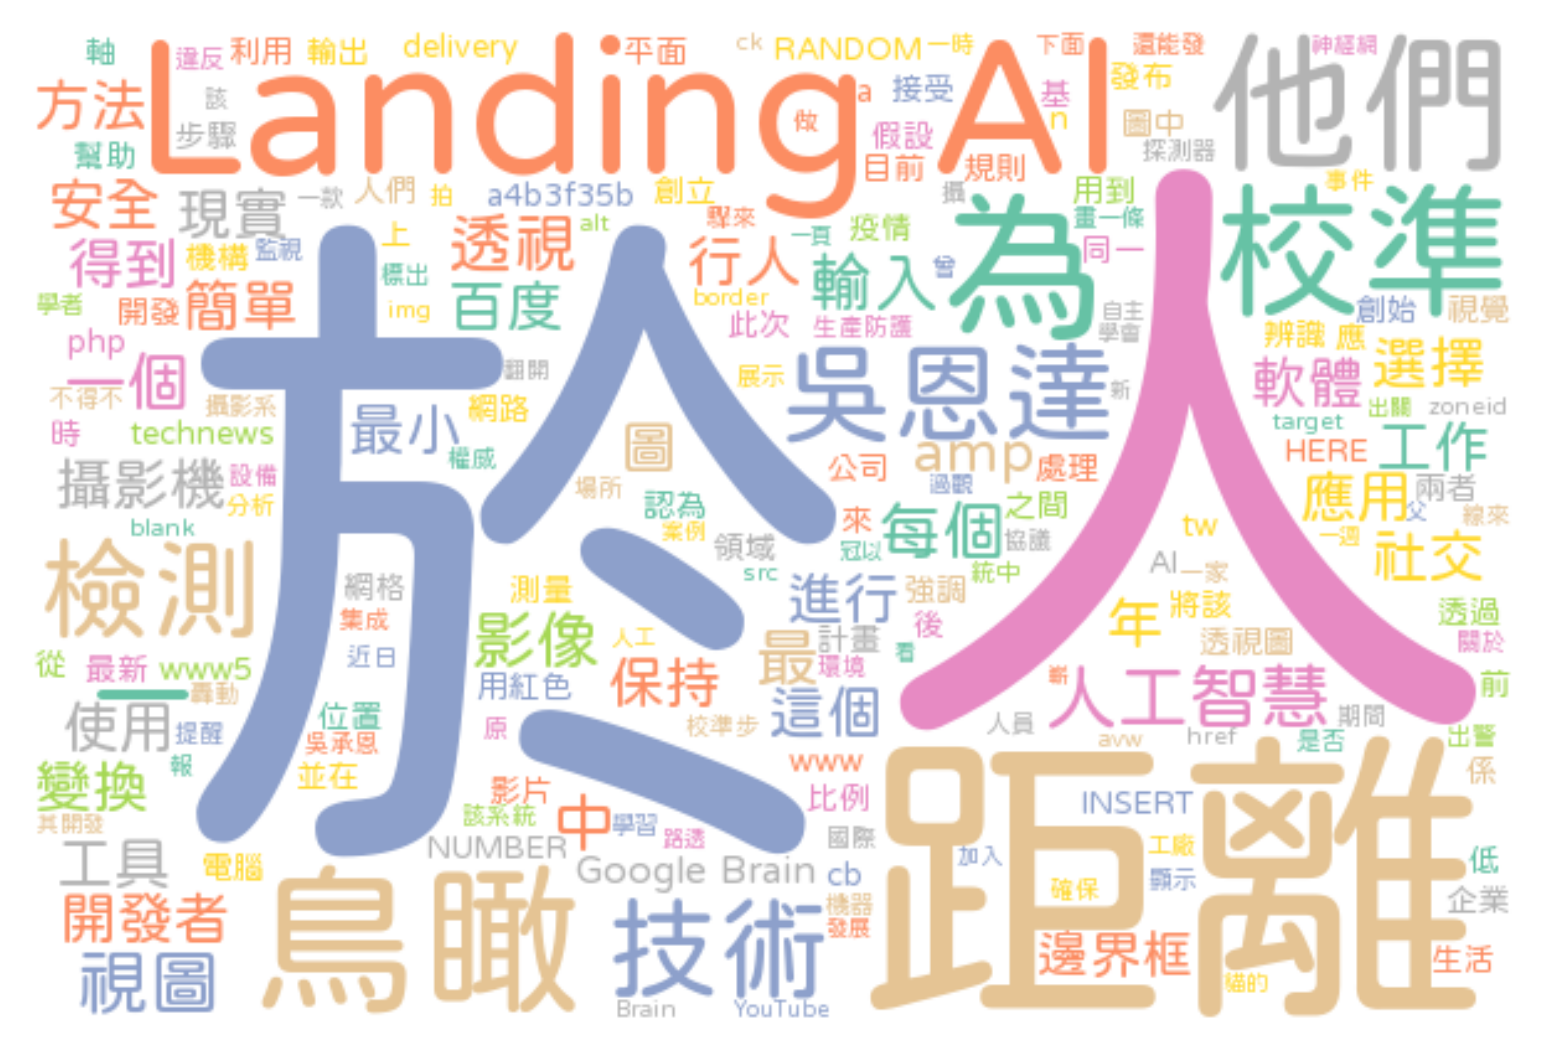 軸
違反
利用
輸出
delivery
平面
ck
RANDOM
一時
下面
還能發
神經網
Landing AI
他們
方法
該
步驟
幫助
做
a
接受
基
n
發布
假設
圖中
探測器
目前
規則
安全
現實
一款
人們
拍
a4b3f35b
創立
攝
用到
事件
為
校準
人
得到
機構
監視
上
標出
透視
alt
行人
驟來
一頁
疫情
畫一條
同一
學者
開發
簡單
img
百度
border
此次
輸入
曾
生產防護
自主
學會
創始
視覺
php
一個
於
翻開
展示
吳恩達
新
辨識
應
軟體
選擇
不得不
攝影系
時
technews
最小
網路
權威
圖
amp
公司
處理
過觀
出關
target
zoneid
HERE
工作
攝影機
設備
分析
blank
場所
認為
案例
來
每個
之間
應用
兩者
父
線來
檢測
網格
集成
領域
src
冠以
協議
統中
tw
一週
社交
AI
一家
測量
影像
人工
進行
強調
年
將該
透過
從
最新
www5
近日
用紅色
保持
最
計畫
環境
後
看
透視圖
關於
一
轟動
使用
提醒
位置
吳承恩
原
校準步
這個
嶄
人工智慧
人員
期間
前
變換
報
並在
影片
www
avw
href
是否
出警
其開發
該系統
中
學習
路透
比例
INSERT
距離
係
工具
電腦
NUMBER
Google Brain
國際
cb
加入
工廠
顯示
低
開發者
鳥瞰
技術
機器
發展
確保
企業
視圖
Brain
YouTube
邊界框
貓的
生活